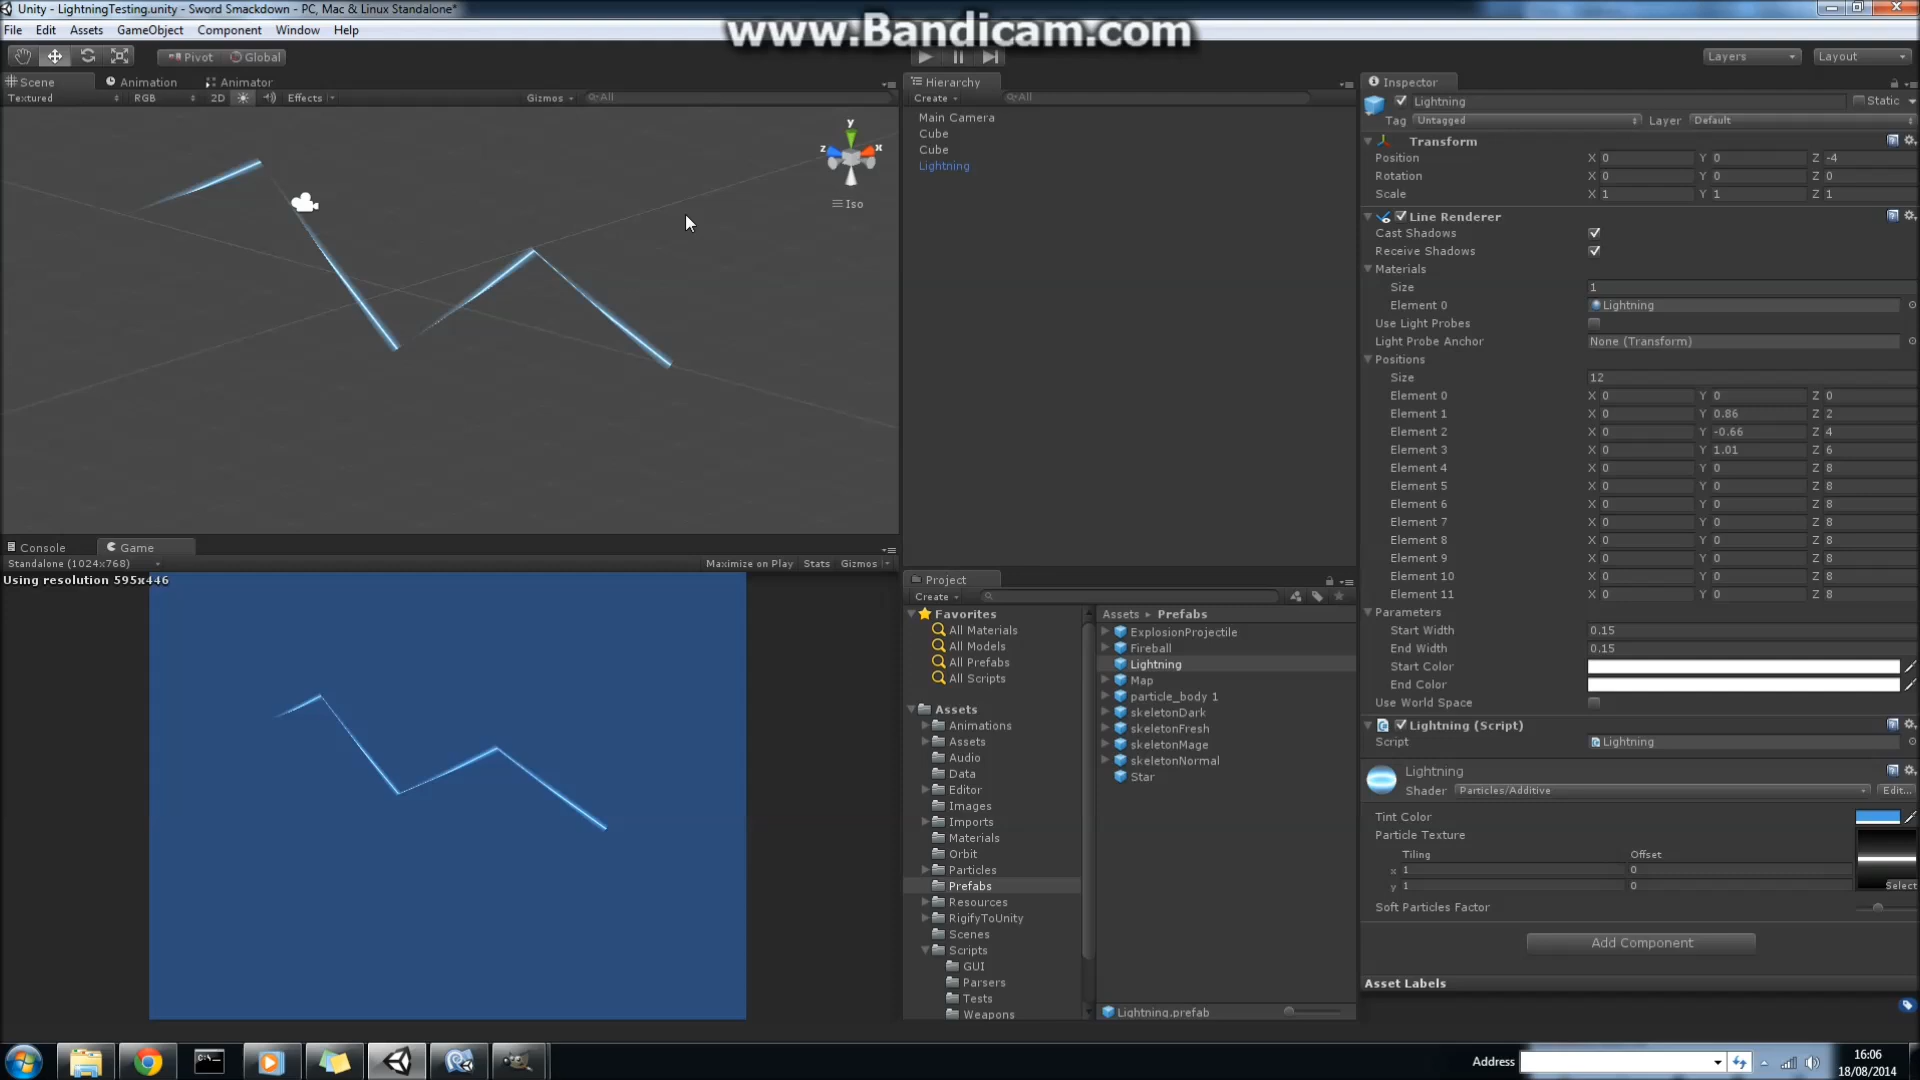 Unity - LightningTesting.unity - Sword Smackdown - PC, Mac & Linux Standalone*
www.Bandicam.com
File Edit Assets GameObject Component Window Help
Pivot Global
Layers Layout
Scene Animation Animator
Textured RGB 2D Effects Gizmos All
y
z x
Iso
Console Game
Standalone (1024x768) Maximize on Play Stats Gizmos
Using resolution 595x446
Hierarchy
Create All
Main Camera
Cube
Cube
Lightning
Project
Create
Favorites
All Materials
All Models
All Prefabs
All Scripts
Assets
Animations
Assets
Audio
Data
Editor
Images
Imports
Materials
Orbit
Particles
Prefabs
Resources
RigifyToUnity
Scenes
Scripts
GUI
Parsers
Tests
Weapons
Assets ▸ Prefabs
ExplosionProjectile
Fireball
Lightning
Map
particle_body 1
skeletonDark
skeletonFresh
skeletonMage
skeletonNormal
Star
Lightning.prefab
Inspector
Lightning Static
Tag Untagged Layer Default
Transform
Position X 0 Y 0 Z -4
Rotation X 0 Y 0 Z 0
Scale X 1 Y 1 Z 1
Line Renderer
Cast Shadows
Receive Shadows
Materials
Size 1
Element 0 Lightning
Use Light Probes
Light Probe Anchor None (Transform)
Positions
Size 12
Element 0 X 0 Y 0 Z 0
Element 1 X 0 Y 0.86 Z 2
Element 2 X 0 Y -0.66 Z 4
Element 3 X 0 Y 1.01 Z 6
Element 4 X 0 Y 0 Z 8
Element 5 X 0 Y 0 Z 8
Element 6 X 0 Y 0 Z 8
Element 7 X 0 Y 0 Z 8
Element 8 X 0 Y 0 Z 8
Element 9 X 0 Y 0 Z 8
Element 10 X 0 Y 0 Z 8
Element 11 X 0 Y 0 Z 8
Parameters
Start Width 0.15
End Width 0.15
Start Color
End Color
Use World Space
Lightning (Script)
Script Lightning
Lightning
Shader Particles/Additive Edit...
Tint Color
Particle Texture
Tiling Offset
x 1 0
y 1 0
Select
Soft Particles Factor
Add Component
Asset Labels
Address
16:06
18/08/2014